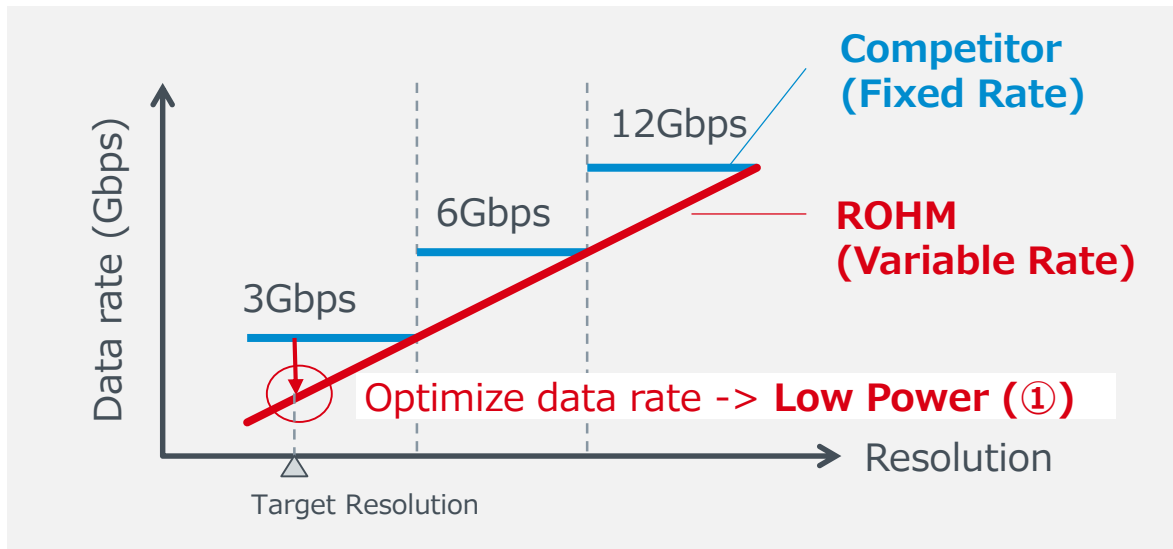 Competitor
(Fixed Rate)
12Gbps
6Gbps
ROHM
(Variable Rate)
3Gbps
Data rate (Gbps)
Optimize data rate -> Low Power (①)
Resolution
Target Resolution